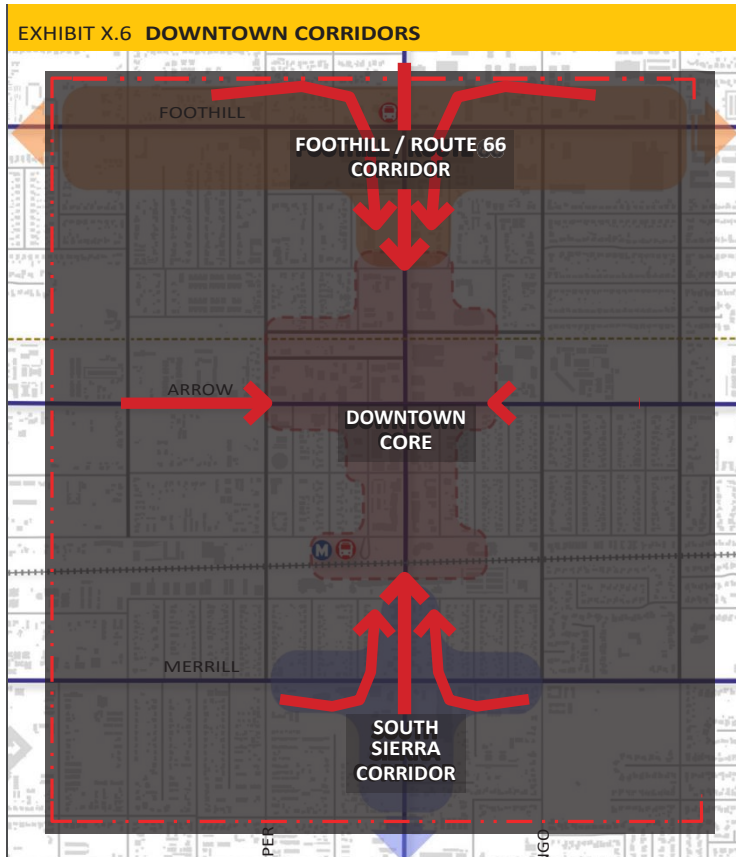 EXHIBIT X.6 DOWNTOWN CORRIDORS
FOOTHILL
FOOTHILL / ROUTE 66
CORRIDOR
ARROW
DOWNTOWN
CORE
M
MERRILL
SOUTH
SIERRA
CORRIDOR